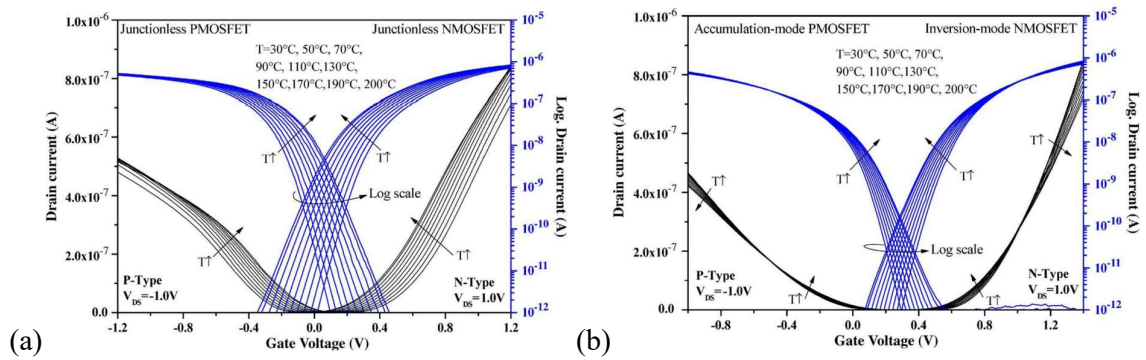 Junctionless PMOSFET
Junctionless NMOSFET
T=30°C, 50°C, 70°C,
90°C, 110°C,130°C,
150°C,170°C,190°C, 200°C
T↑
T↑
Log scale
T↑
T↑
P-Type
V_DS=-1.0V
N-Type
V_DS=1.0V
Drain current (A)
1.0x10^-6
8.0x10^-7
6.0x10^-7
4.0x10^-7
2.0x10^-7
0.0
-1.2
-0.8
-0.4
0.0
0.4
0.8
1.2
Gate Voltage (V)
10^-5
10^-6
10^-7
10^-8
10^-9
10^-10
10^-11
10^-12
Log. Drain current (A)
(a)
Accumulation-mode PMOSFET
Inversion-mode NMOSFET
T=30°C, 50°C, 70°C,
90°C, 110°C,130°C,
150°C,170°C,190°C, 200°C
T↑
T↑
T↑
T↑
Log scale
T↑
T↑
P-Type
V_DS=-1.0V
N-Type
V_DS=1.0V
Drain current (A)
1.0x10^-6
8.0x10^-7
6.0x10^-7
4.0x10^-7
2.0x10^-7
0.0
-0.8
-0.4
0.0
0.4
0.8
1.2
Gate Voltage (V)
10^-5
10^-6
10^-7
10^-8
10^-9
10^-10
10^-11
10^-12
Log. Drain current (A)
(b)